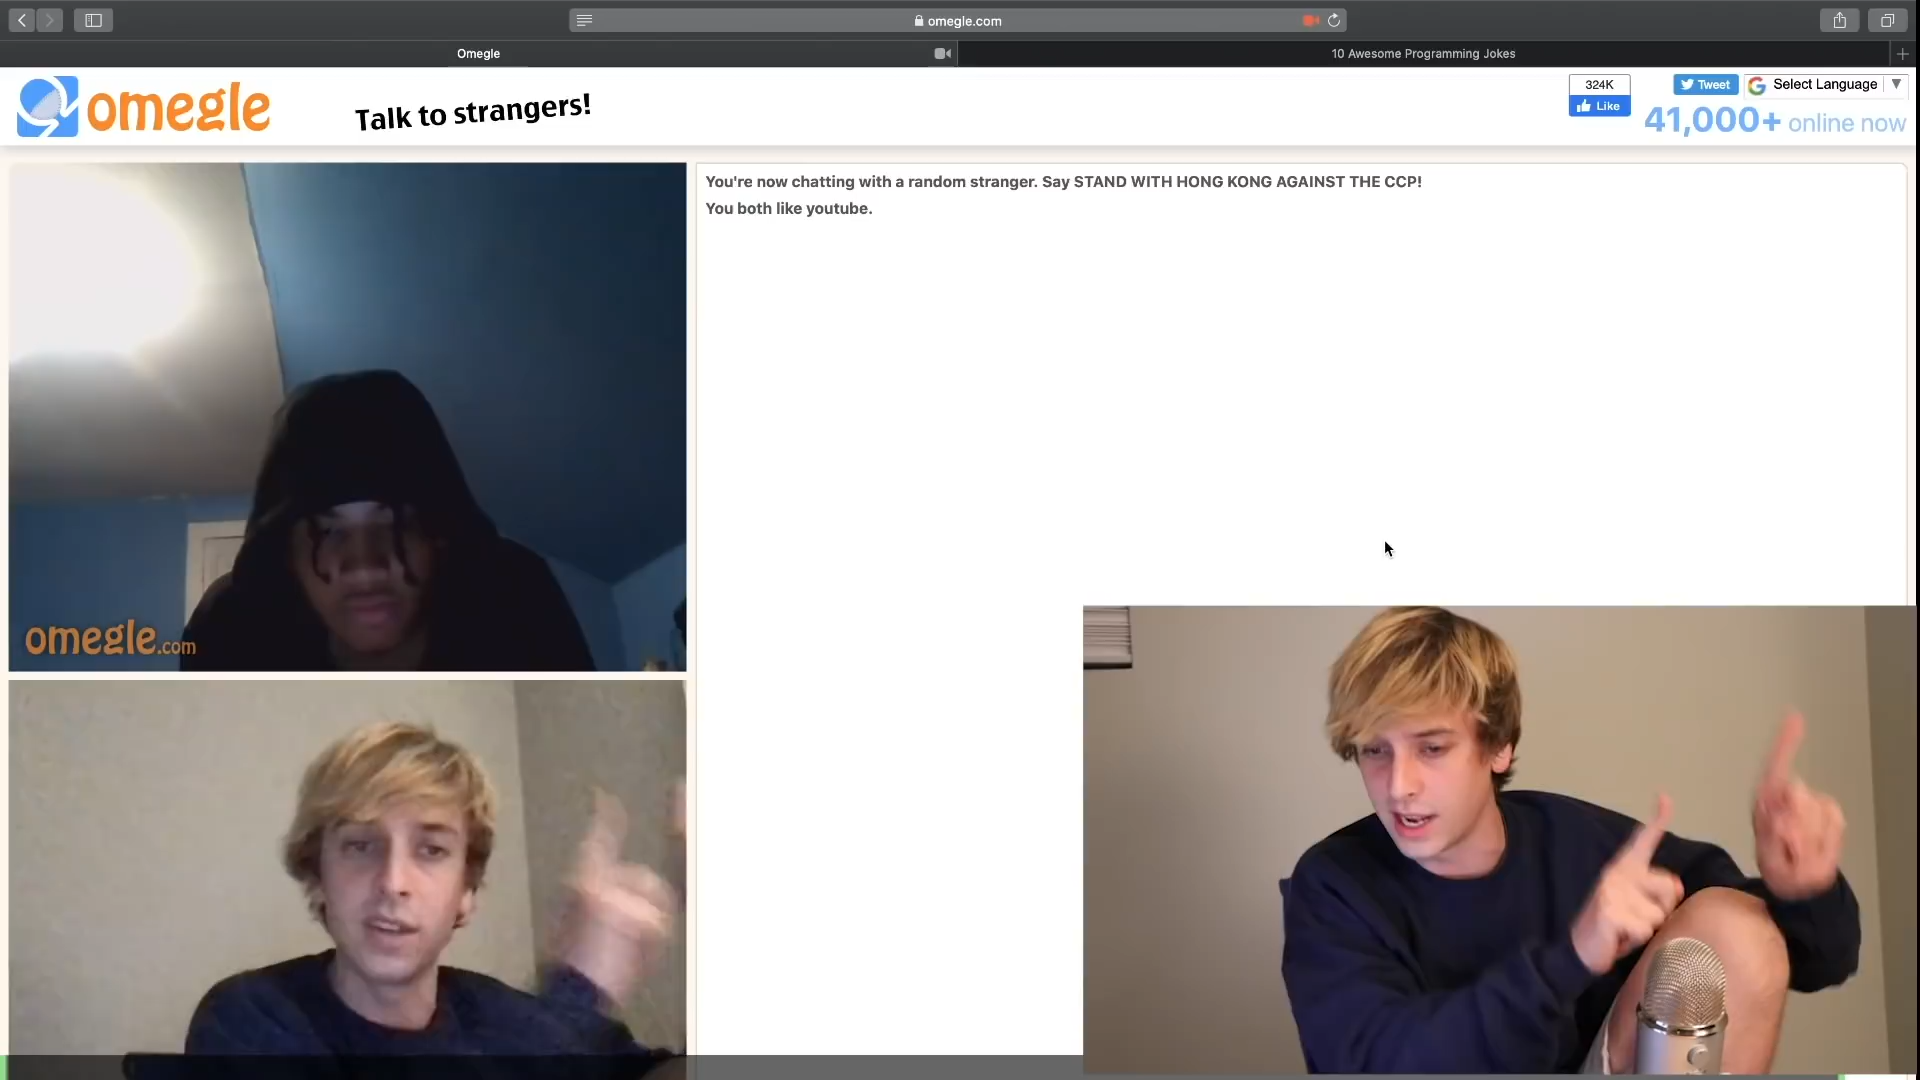 omegle.com
Omegle
10 Awesome Programming Jokes
omegle
Talk to strangers!
324K
Like
Tweet
Select Language
41,000+ online now
You're now chatting with a random stranger. Say STAND WITH HONG KONG AGAINST THE CCP!
You both like youtube.
omegle.com